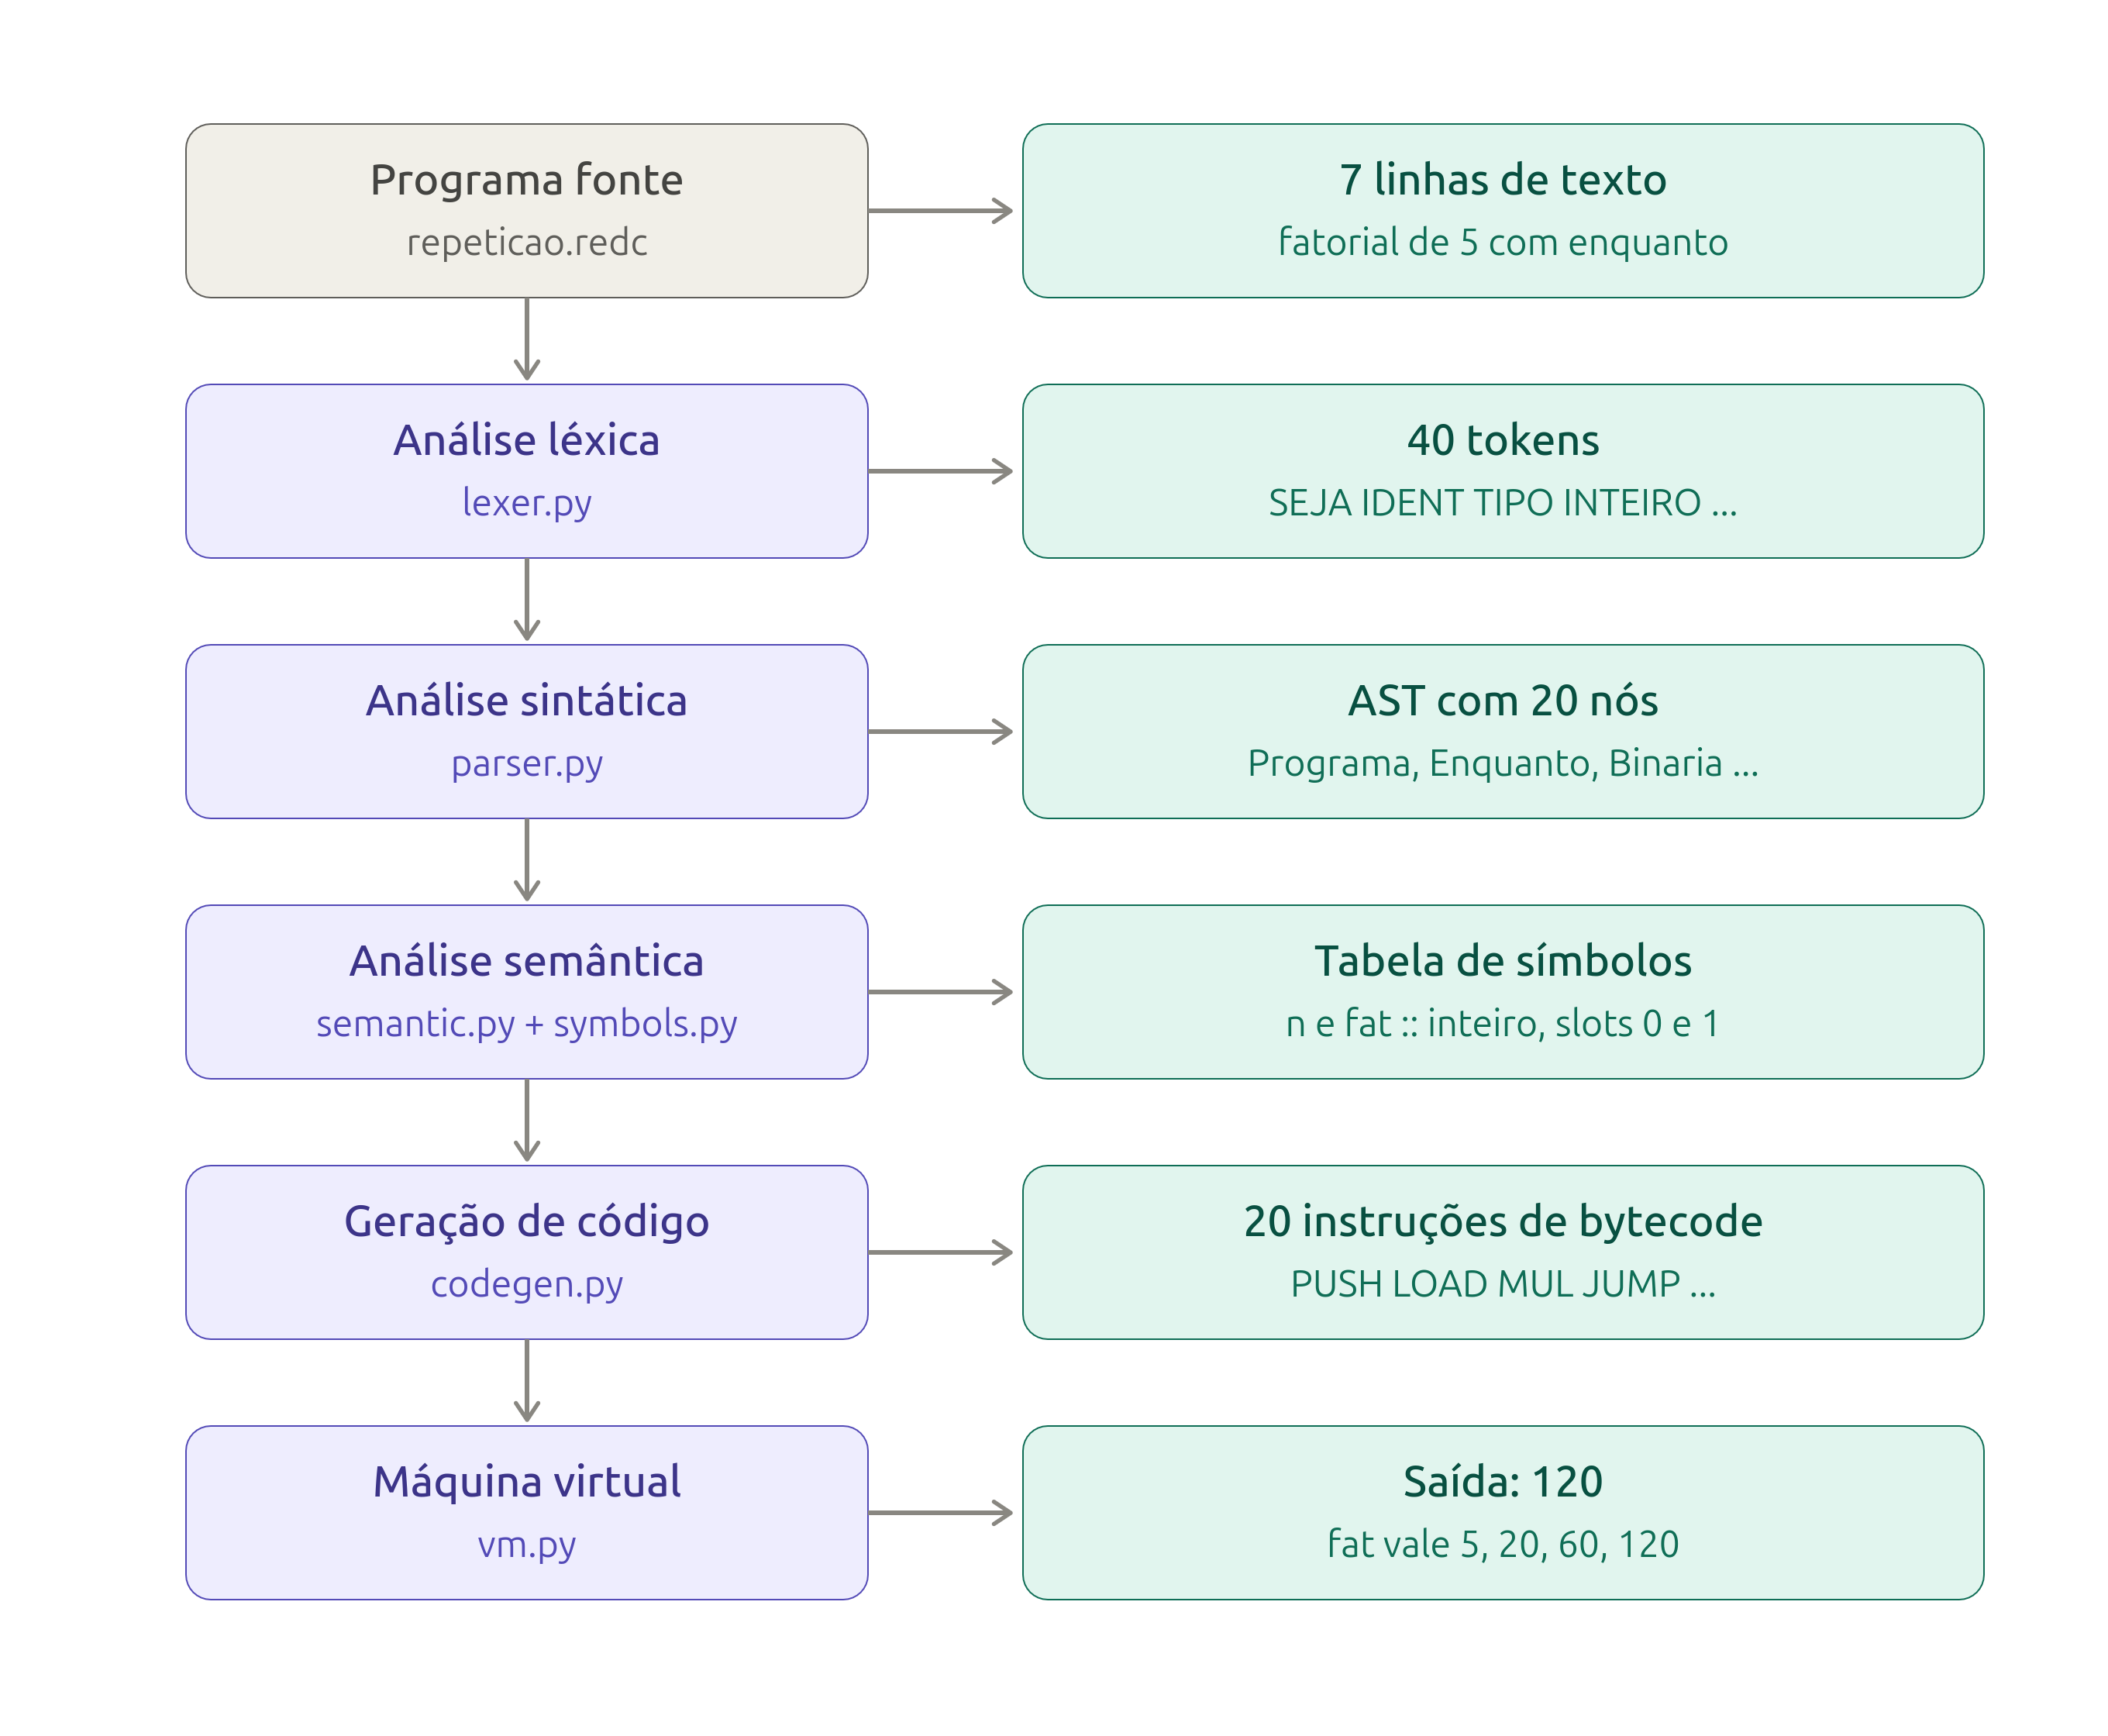 Programa fonte
repeticao.redc
7 linhas de texto
fatorial de 5 com enquanto
Análise léxica
lexer.py
40 tokens
SEJA IDENT TIPO INTEIRO ...
Análise sintática
parser.py
AST com 20 nós
Programa, Enquanto, Binaria ...
Análise semântica
semantic.py + symbols.py
Tabela de símbolos
n e fat :: inteiro, slots 0 e 1
Geração de código
codegen.py
20 instruções de bytecode
PUSH LOAD MUL JUMP ...
Máquina virtual
vm.py
Saída: 120
fat vale 5, 20, 60, 120